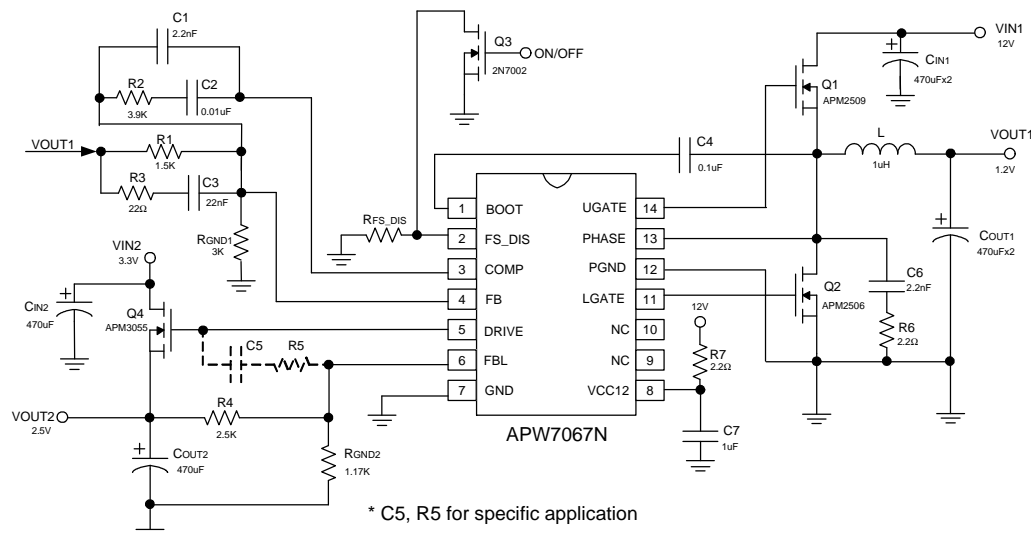 C1
2.2nF
R2
3.9K
C2
0.01uF
VOUT1
R1
1.5K
R3
22Ω
C3
22nF
RGND1
3K
Q3
2N7002
ON/OFF
VIN1
12V
CIN1
470uFx2
Q1
APM2509
L
1uH
VOUT1
1.2V
C4
0.1uF
COUT1
470uFx2
RFS_DIS
1 BOOT UGATE 14
2 FS_DIS PHASE 13
3 COMP PGND 12
4 FB LGATE 11
5 DRIVE NC 10
6 FBL NC 9
7 GND VCC12 8
APW7067N
VIN2
3.3V
CIN2
470uF
Q4
APM3055
C5
R5
VOUT2
2.5V
R4
2.5K
COUT2
470uF
RGND2
1.17K
Q2
APM2506
C6
2.2nF
R6
2.2Ω
12V
R7
2.2Ω
C7
1uF
* C5, R5 for specific application